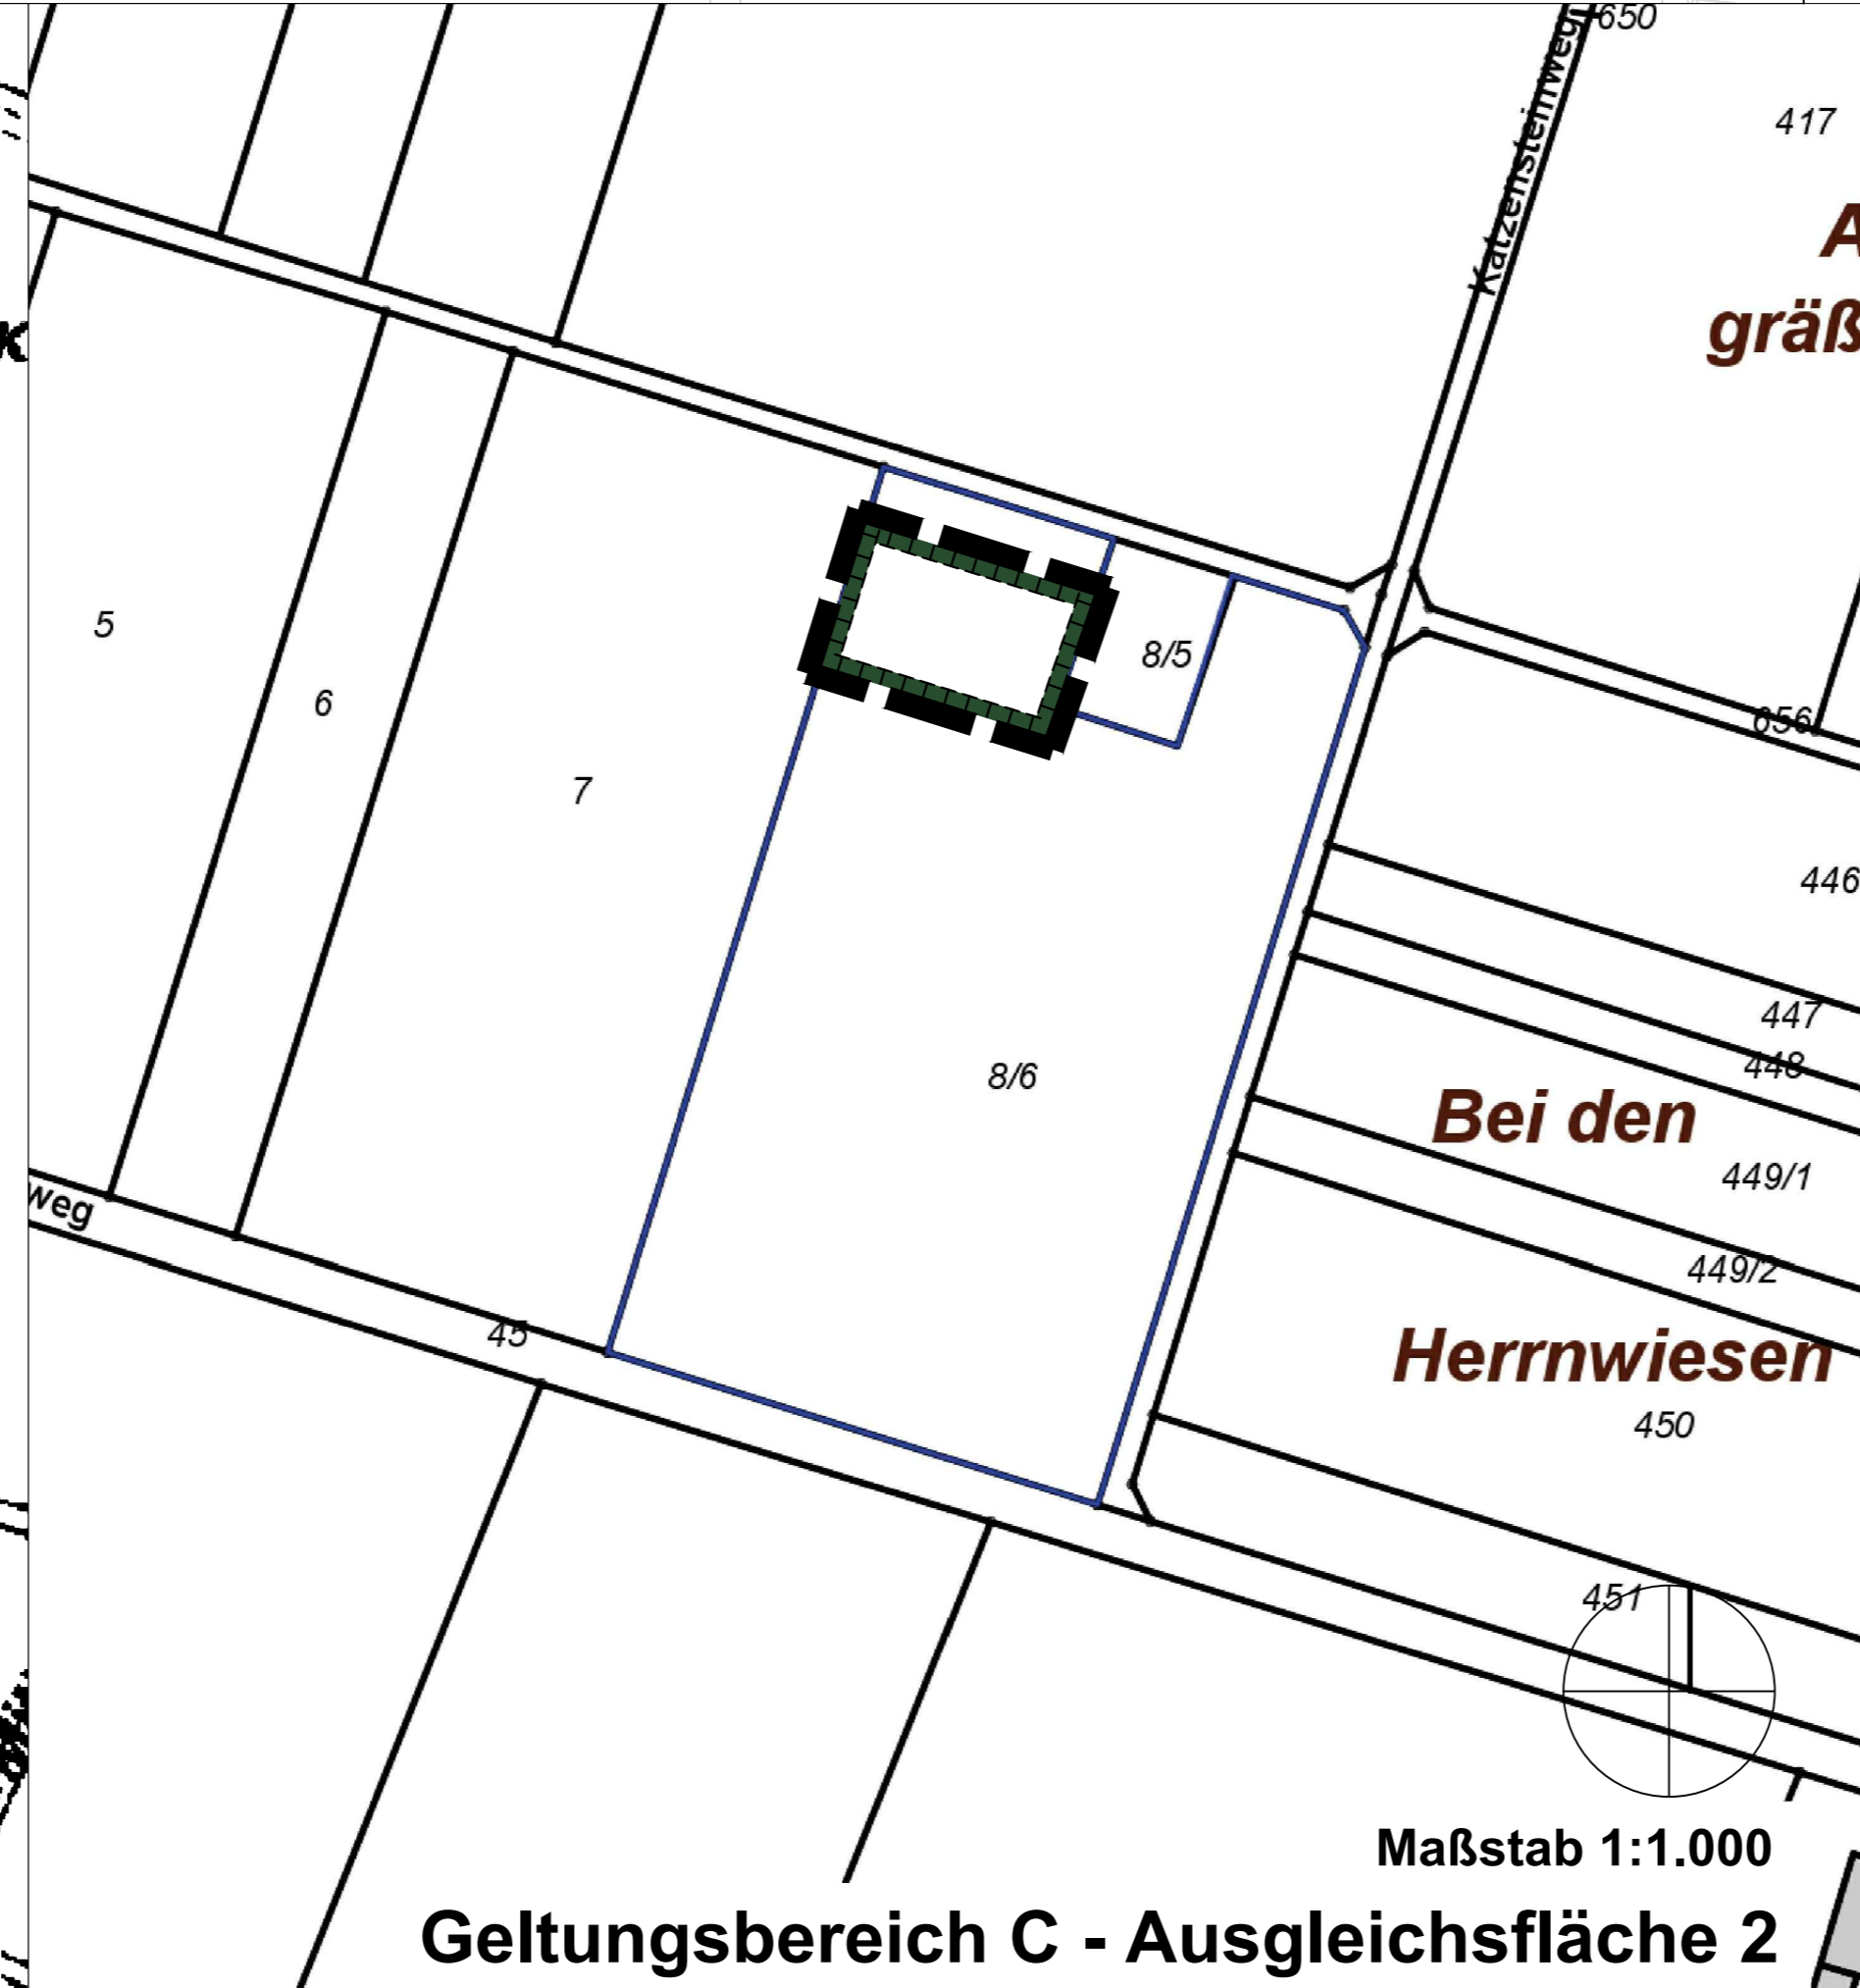 650
Katzensteinweg
417
A
gräß
K
5
6
8/5
656
7
446
447
448
8/6
Bei den
449/1
weg
449/2
45
Herrnwiesen
450
451
Maßstab 1:1.000
Geltungsbereich C - Ausgleichsfläche 2